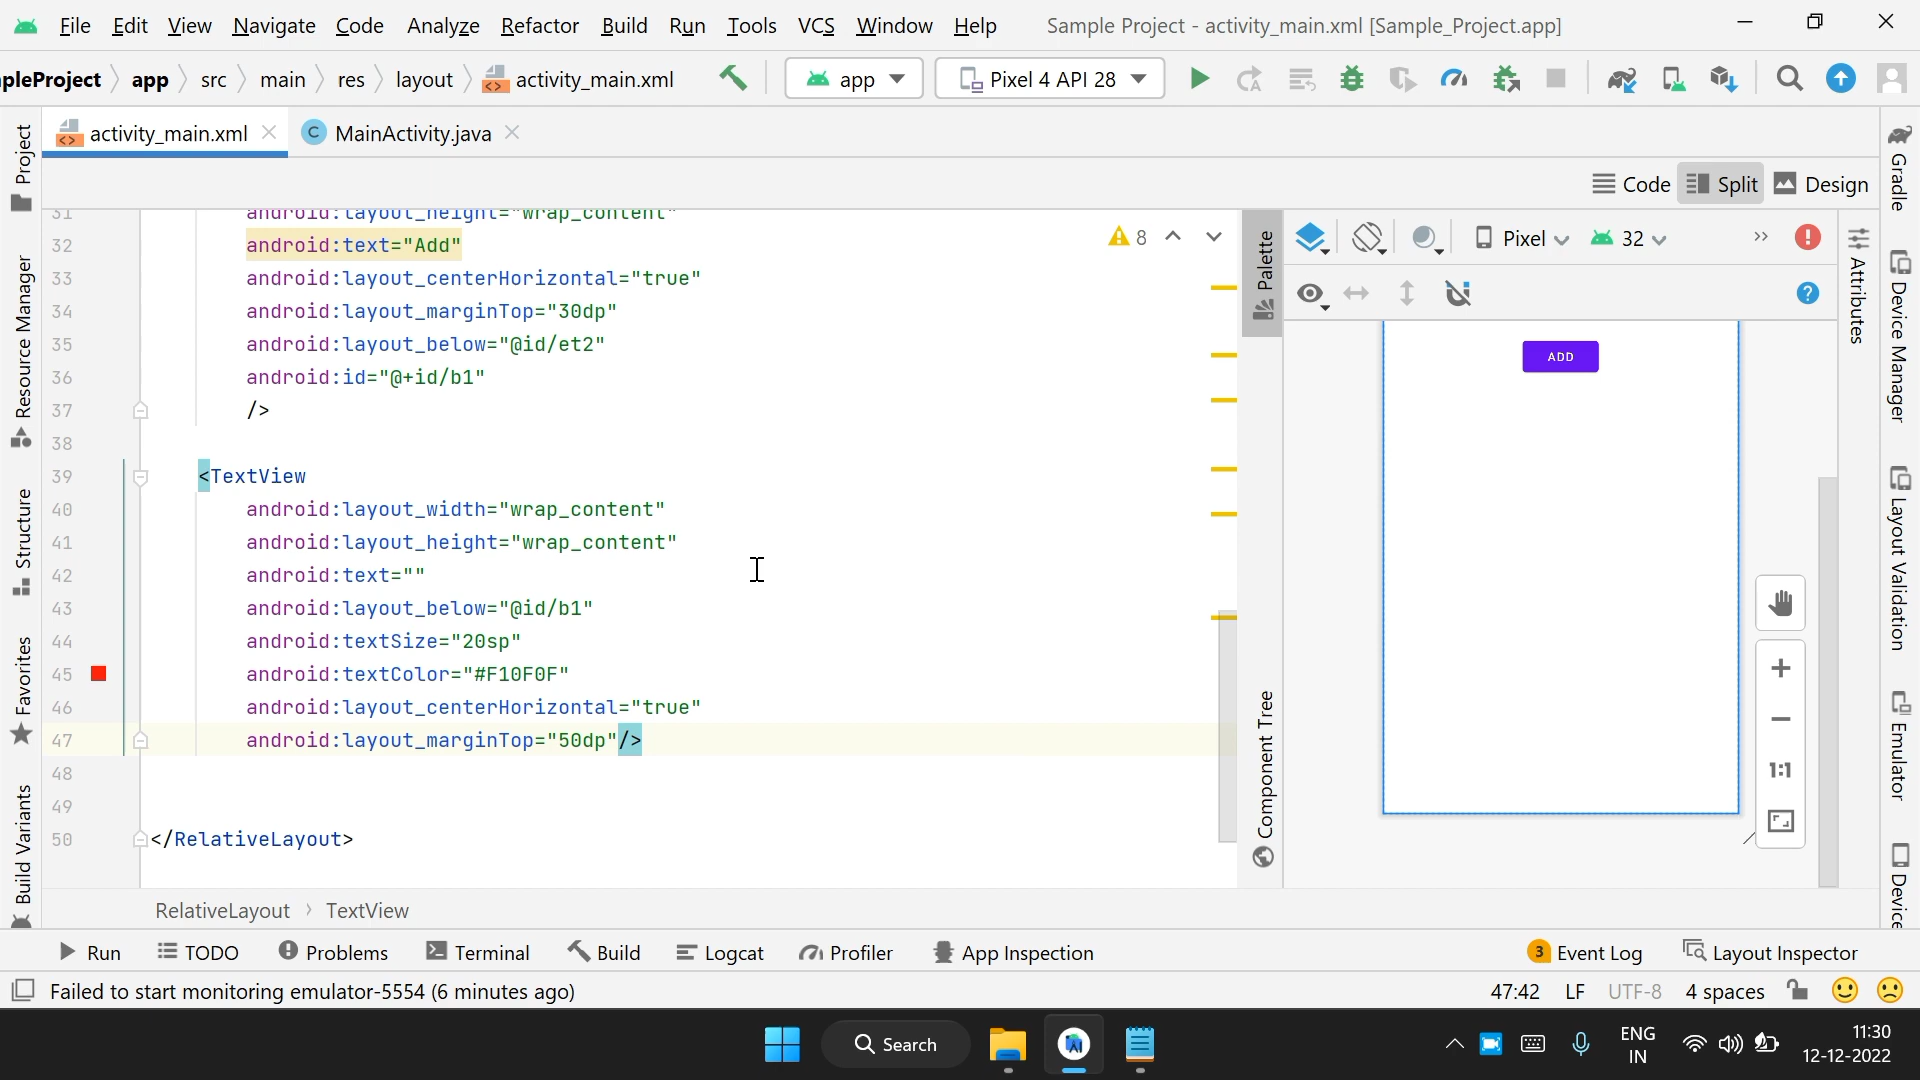 File Edit View Navigate Code Analyze Refactor Build Run Tools VCS Window Help Sample Project - activity_main.xml [Sample_Project.app]
pleProject app src main res layout activity_main.xml app Pixel 4 API 28
activity_main.xml MainActivity.java
Code Split Design
31 android:layout_height="wrap_content"
32 android:text="Add"
33 android:layout_centerHorizontal="true"
34 android:layout_marginTop="30dp"
35 android:layout_below="@id/et2"
36 android:id="@+id/b1"
37 />
38
39 <TextView
40 android:layout_width="wrap_content"
41 android:layout_height="wrap_content"
42 android:text=""
43 android:layout_below="@id/b1"
44 android:textSize="20sp"
45 android:textColor="#F10F0F"
46 android:layout_centerHorizontal="true"
47 android:layout_marginTop="50dp"/>
48
49
50 </RelativeLayout>
8
Project
Resource Manager
Structure
Favorites
Build Variants
Palette
Component Tree
Pixel 32
ADD
1:1
Attributes
Gradle
Device Manager
Layout Validation
Emulator
Device
RelativeLayout TextView
Run TODO Problems Terminal Build Logcat Profiler App Inspection 3 Event Log Layout Inspector
Failed to start monitoring emulator-5554 (6 minutes ago) 47:42 LF UTF-8 4 spaces
Search
ENG
IN
11:30
12-12-2022